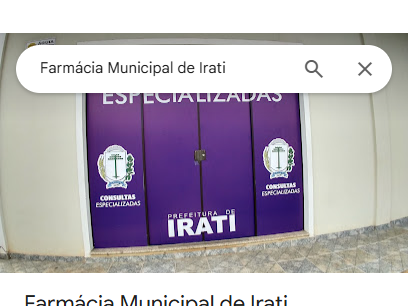 Farmácia Municipal de Irati
ESPECIALIZADAS
CONSULTAS
ESPECIALIZADAS
CONSULTAS
ESPECIALIZADAS
PREFEITURA DE
IRATI
Farmácia Municipal de Irati